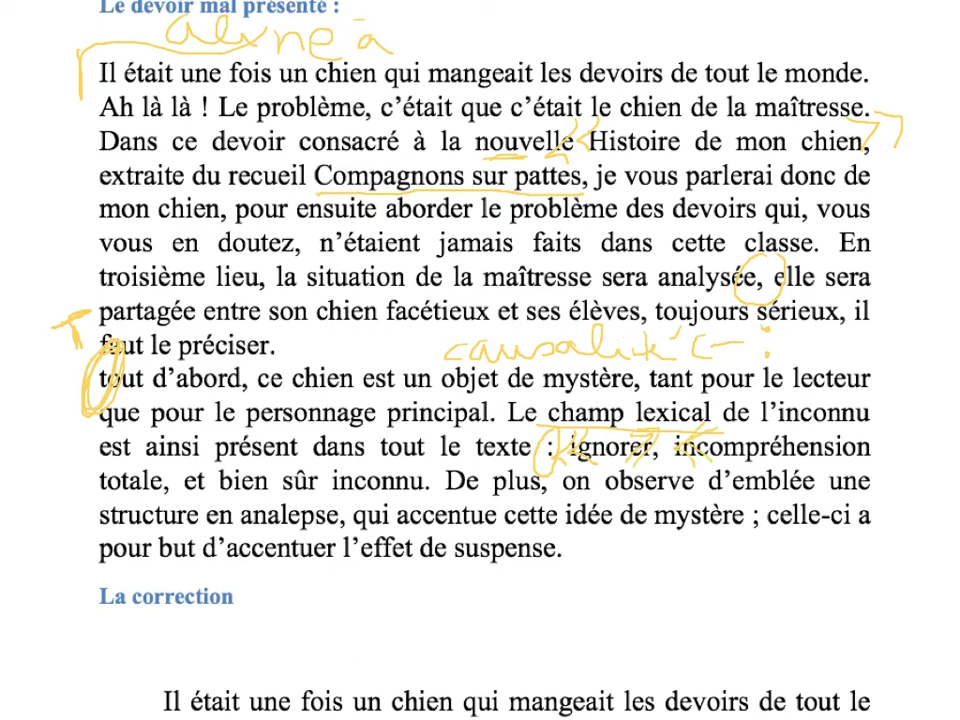 Le devoir mal présenté :
alinéa
Il était une fois un chien qui mangeait les devoirs de tout le monde.
Ah là là ! Le problème, c’était que c’était le chien de la maîtresse.
Dans ce devoir consacré à la nouvelle << Histoire de mon chien, >>
extraite du recueil Compagnons sur pattes, je vous parlerai donc de
mon chien, pour ensuite aborder le problème des devoirs qui, vous
vous en doutez, n’étaient jamais faits dans cette classe. En
troisième lieu, la situation de la maîtresse sera analysée, elle sera
partagée entre son chien facétieux et ses élèves, toujours sérieux, il
T faut le préciser.
causalité :
tout d’abord, ce chien est un objet de mystère, tant pour le lecteur
que pour le personnage principal. Le champ lexical de l’inconnu
est ainsi présent dans tout le texte : << ignorer >>, << incompréhension
totale, et bien sûr inconnu. De plus, on observe d’emblée une
structure en analepse, qui accentue cette idée de mystère ; celle-ci a
pour but d’accentuer l’effet de suspense.
La correction
Il était une fois un chien qui mangeait les devoirs de tout le